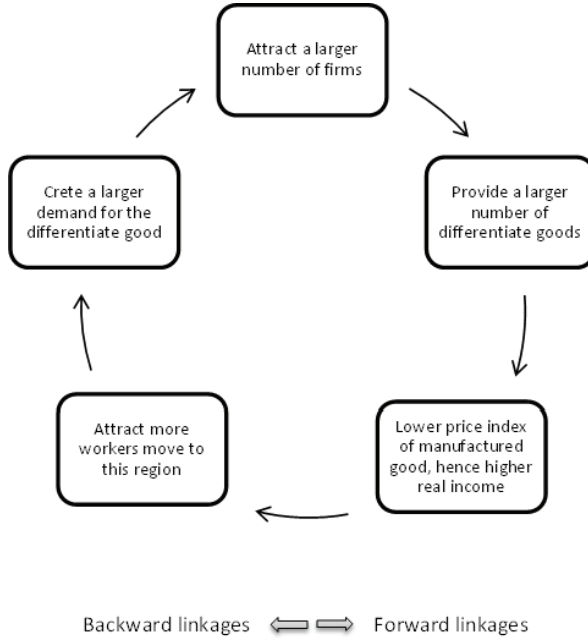 Attract a larger
number of firms
Provide a larger
number of
differentiate goods
Lower price index
of manufactured
good, hence higher
real income
Attract more
workers move to
this region
Crete a larger
demand for the
differentiate good
Backward linkages
Forward linkages